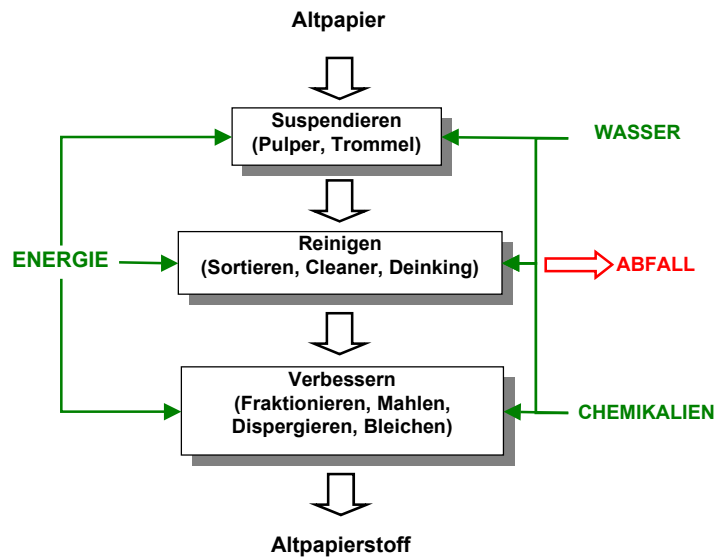 Altpapier
Suspendieren
(Pulper, Trommel)
WASSER
Reinigen
(Sortieren, Cleaner, Deinking)
ENERGIE
ABFALL
Verbessern
(Fraktionieren, Mahlen,
Dispergieren, Bleichen)
CHEMIKALIEN
Altpapierstoff